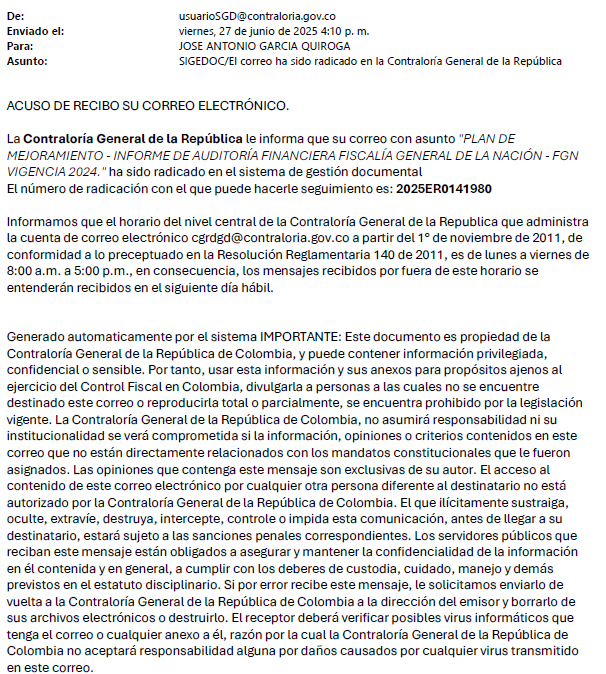 De: usuarioSGD@contraloria.gov.co
Enviado el: viernes, 27 de junio de 2025 4:10 p. m.
Para: JOSE ANTONIO GARCIA QUIROGA
Asunto: SIGEDOC/El correo ha sido radicado en la Contraloría General de la República
ACUSO DE RECIBO SU CORREO ELECTRÓNICO.
La Contraloría General de la República le informa que su correo con asunto "PLAN DE
MEJORAMIENTO - INFORME DE AUDITORÍA FINANCIERA FISCALÍA GENERAL DE LA NACIÓN - FGN
VIGENCIA 2024." ha sido radicado en el sistema de gestión documental
El número de radicación con el que puede hacerle seguimiento es: 2025ER0141980
Informamos que el horario del nivel central de la Contraloría General de la Republica que administra
la cuenta de correo electrónico cgrdgd@contraloria.gov.co a partir del 1° de noviembre de 2011, de
conformidad a lo preceptuado en la Resolución Reglamentaria 140 de 2011, es de lunes a viernes de
8:00 a.m. a 5:00 p.m., en consecuencia, los mensajes recibidos por fuera de este horario se
entenderán recibidos en el siguiente día hábil.
Generado automaticamente por el sistema IMPORTANTE: Este documento es propiedad de la
Contraloría General de la República de Colombia, y puede contener información privilegiada,
confidencial o sensible. Por tanto, usar esta información y sus anexos para propósitos ajenos al
ejercicio del Control Fiscal en Colombia, divulgarla a personas a las cuales no se encuentre
destinado este correo o reproducirla total o parcialmente, se encuentra prohibido por la legislación
vigente. La Contraloría General de la República de Colombia, no asumirá responsabilidad ni su
institucionalidad se verá comprometida si la información, opiniones o criterios contenidos en este
correo que no están directamente relacionados con los mandatos constitucionales que le fueron
asignados. Las opiniones que contenga este mensaje son exclusivas de su autor. El acceso al
contenido de este correo electrónico por cualquier otra persona diferente al destinatario no está
autorizado por la Contraloría General de la República de Colombia. El que ilícitamente sustraiga,
oculte, extravíe, destruya, intercepte, controle o impida esta comunicación, antes de llegar a su
destinatario, estará sujeto a las sanciones penales correspondientes. Los servidores públicos que
reciban este mensaje están obligados a asegurar y mantener la confidencialidad de la información
en él contenida y en general, a cumplir con los deberes de custodia, cuidado, manejo y demás
previstos en el estatuto disciplinario. Si por error recibe este mensaje, le solicitamos enviarlo de
vuelta a la Contraloría General de la República de Colombia a la dirección del emisor y borrarlo de
sus archivos electrónicos o destruirlo. El receptor deberá verificar posibles virus informáticos que
tenga el correo o cualquier anexo a él, razón por la cual la Contraloría General de la República de
Colombia no aceptará responsabilidad alguna por daños causados por cualquier virus transmitido
en este correo.